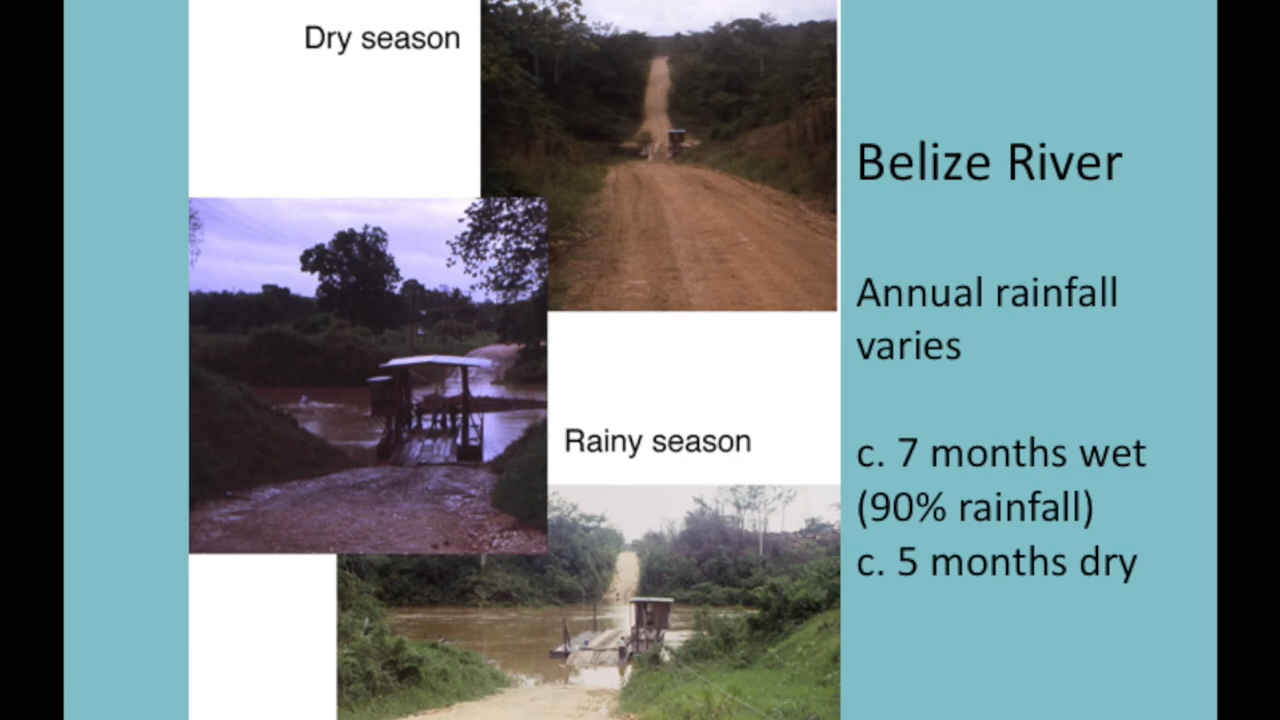 Dry season
Rainy season
Belize River
Annual rainfall
varies
c. 7 months wet
(90% rainfall)
c. 5 months dry